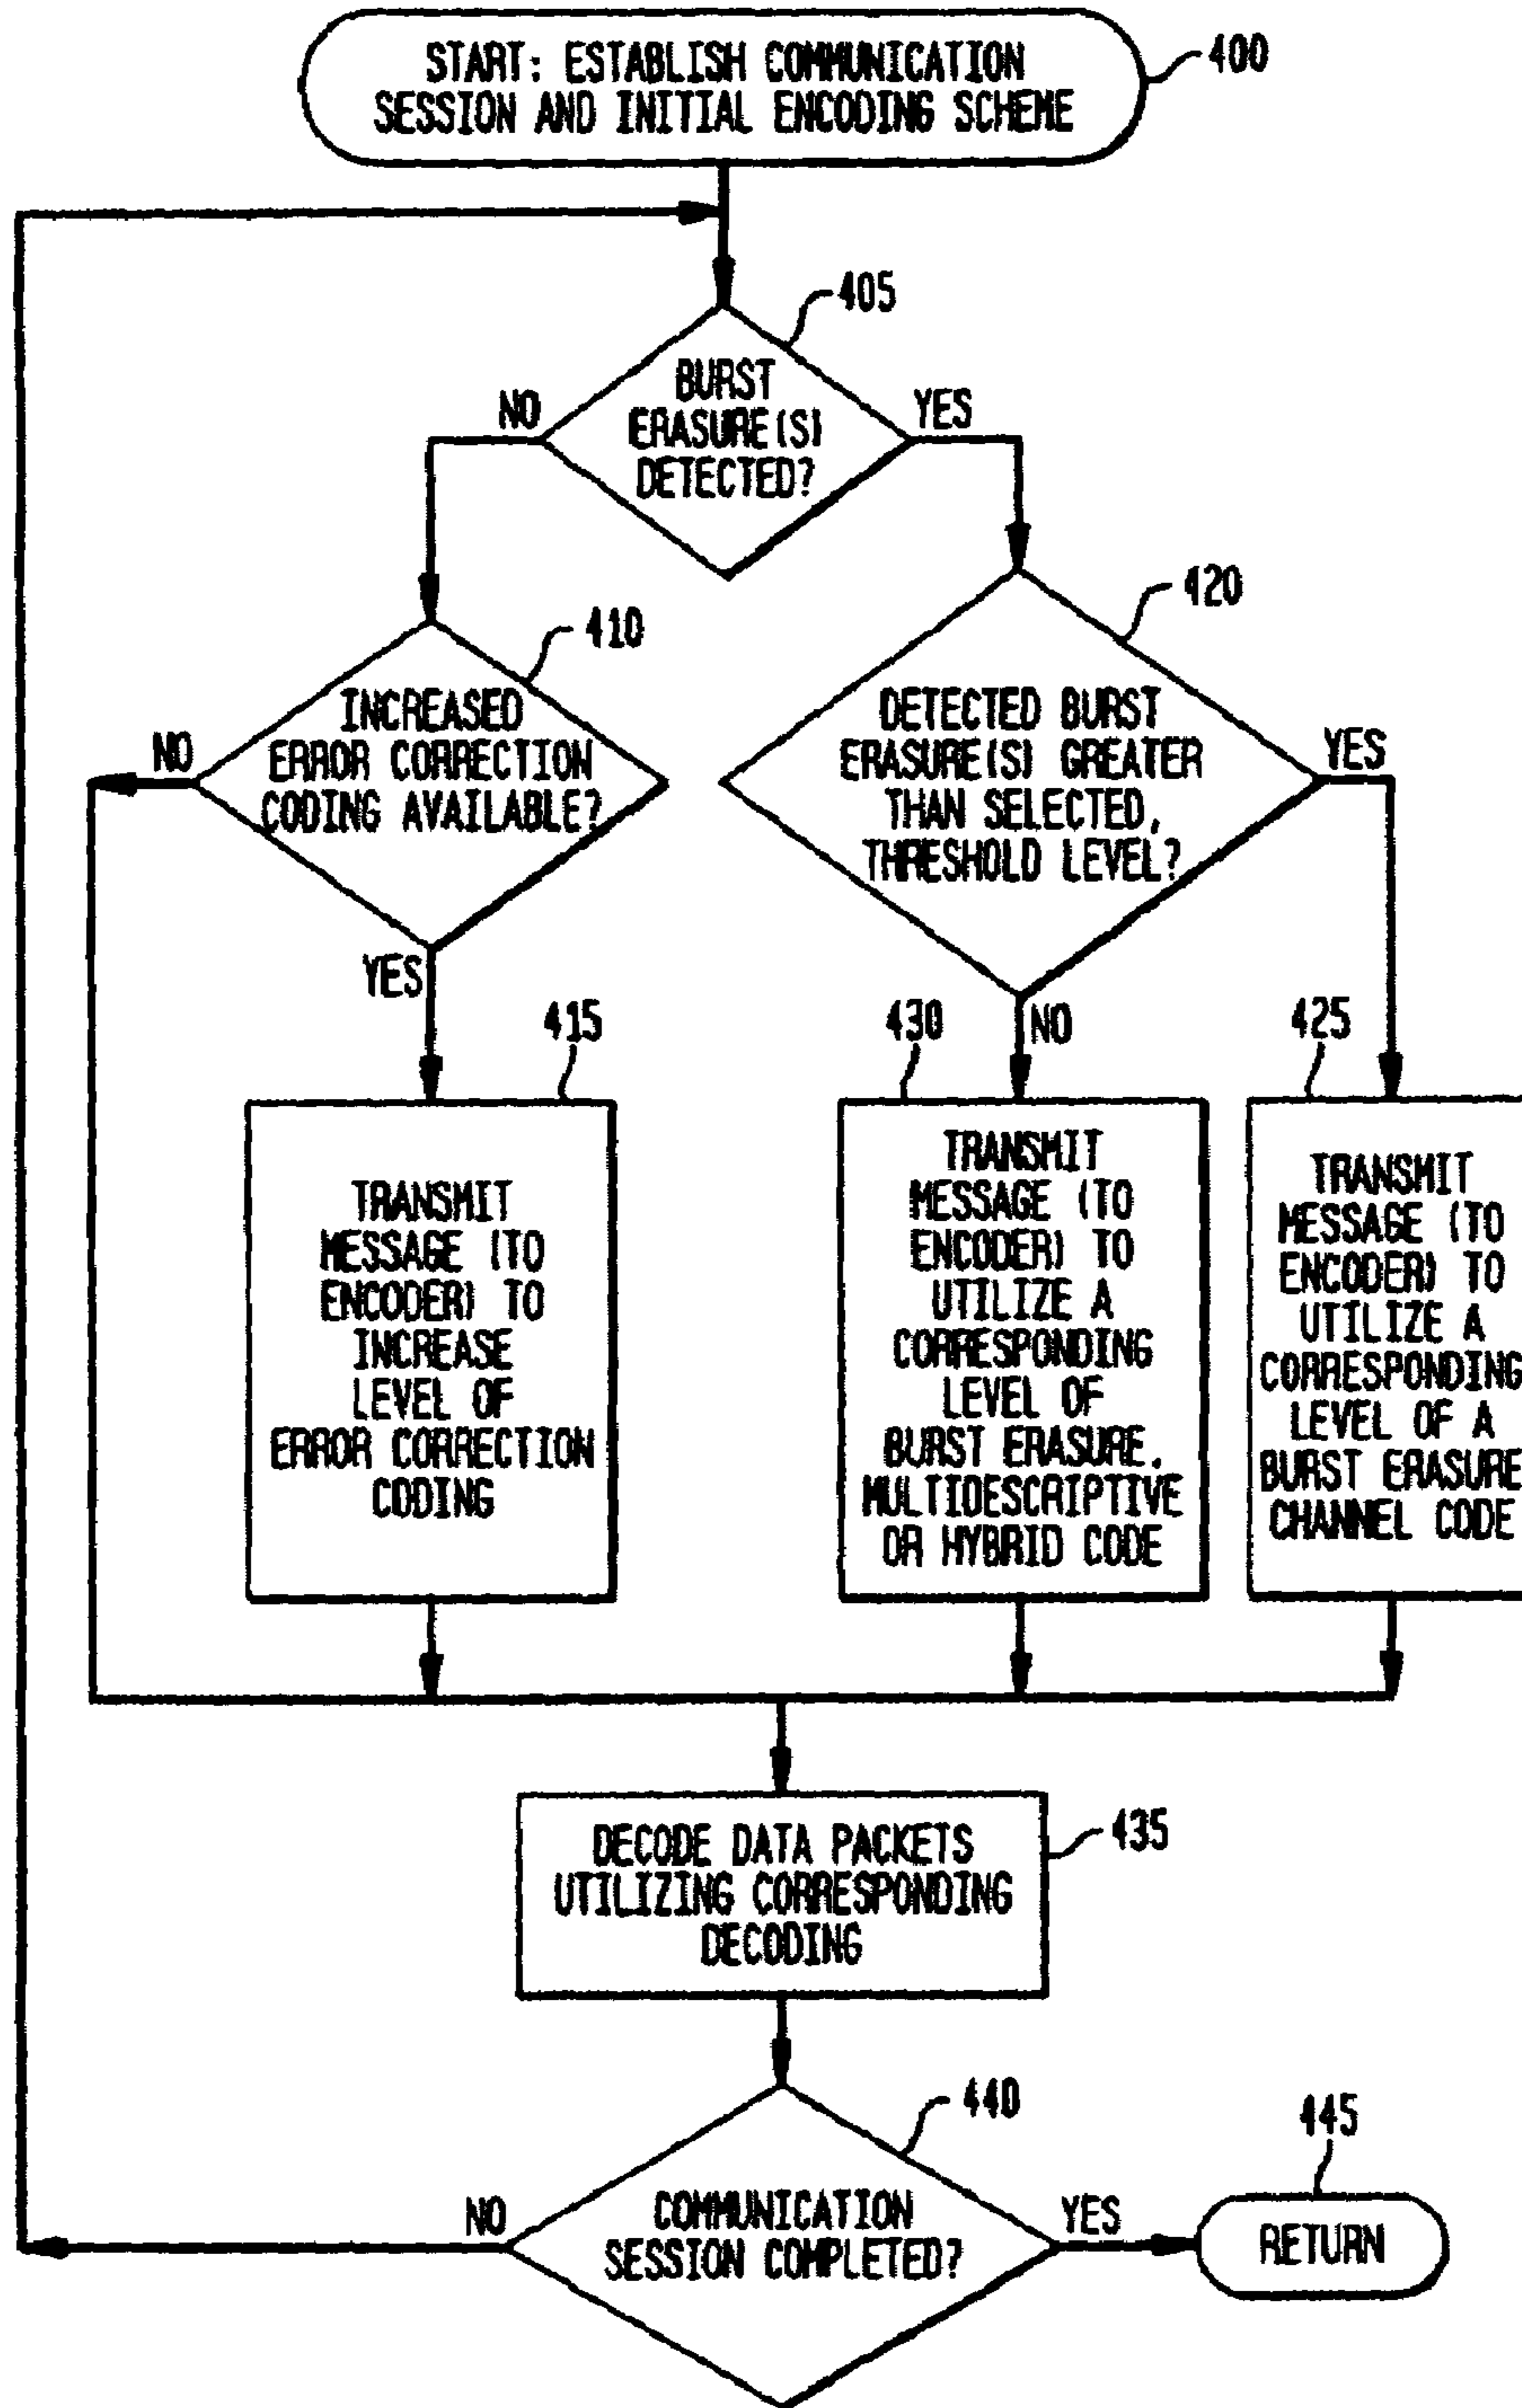 START: ESTABLISH COMMUNICATION
SESSION AND INITIAL ENCODING SCHEME
400
405
BURST
ERASURE(S)
DETECTED?
NO
YES
410
INCREASED
ERROR CORRECTION
CODING AVAILABLE?
NO
YES
420
DETECTED BURST
ERASURE(S) GREATER
THAN SELECTED,
THRESHOLD LEVEL?
YES
NO
415
TRANSMIT
MESSAGE (TO
ENCODER) TO
INCREASE
LEVEL OF
ERROR CORRECTION
CODING
430
TRANSMIT
MESSAGE (TO
ENCODER) TO
UTILIZE A
CORRESPONDING
LEVEL OF
BURST ERASURE,
MULTIDESCRIPTIVE
OR HYBRID CODE
425
TRANSMIT
MESSAGE (TO
ENCODER) TO
UTILIZE A
CORRESPONDING
LEVEL OF A
BURST ERASURE
CHANNEL CODE
DECODE DATA PACKETS
UTILIZING CORRESPONDING
DECODING
435
440
COMMUNICATION
SESSION COMPLETED?
NO
YES
445
RETURN